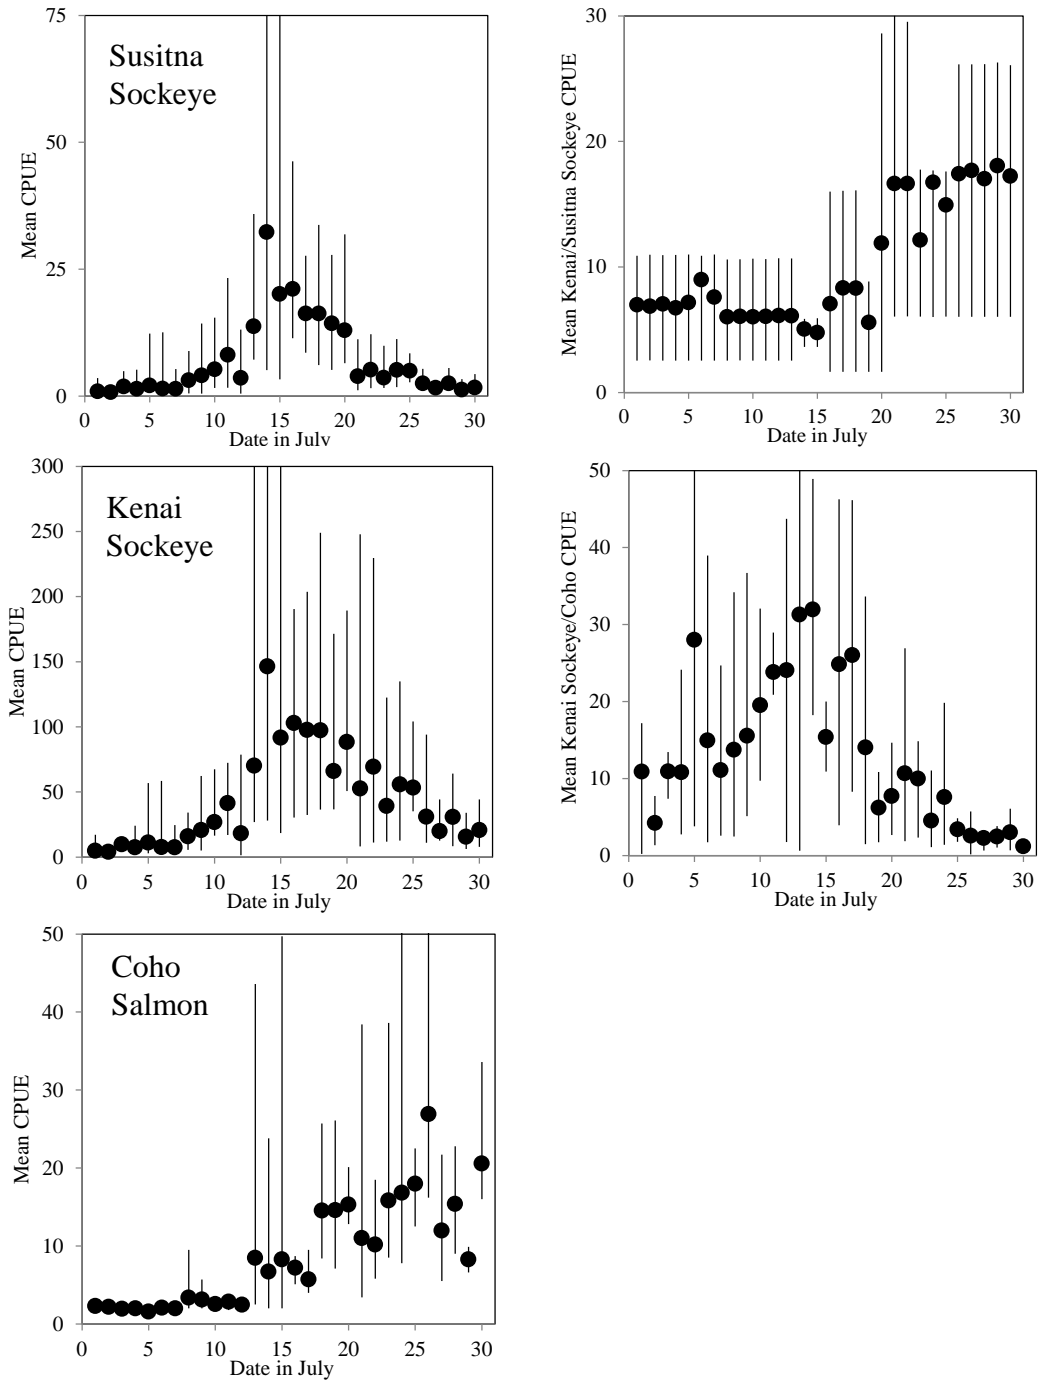 75
50
25
0
Mean CPUE
Susitna
Sockeye
0 5 10 15 20 25 30
Date in July
30
20
10
0
Mean Kenai/Susitna Sockeye CPUE
0 5 10 15 20 25 30
Date in July
300
250
200
150
100
50
0
Mean CPUE
Kenai
Sockeye
0 5 10 15 20 25 30
Date in July
50
40
30
20
10
0
Mean Kenai Sockeye/Coho CPUE
0 5 10 15 20 25 30
Date in July
50
40
30
20
10
0
Mean CPUE
Coho
Salmon
0 5 10 15 20 25 30
Date in July